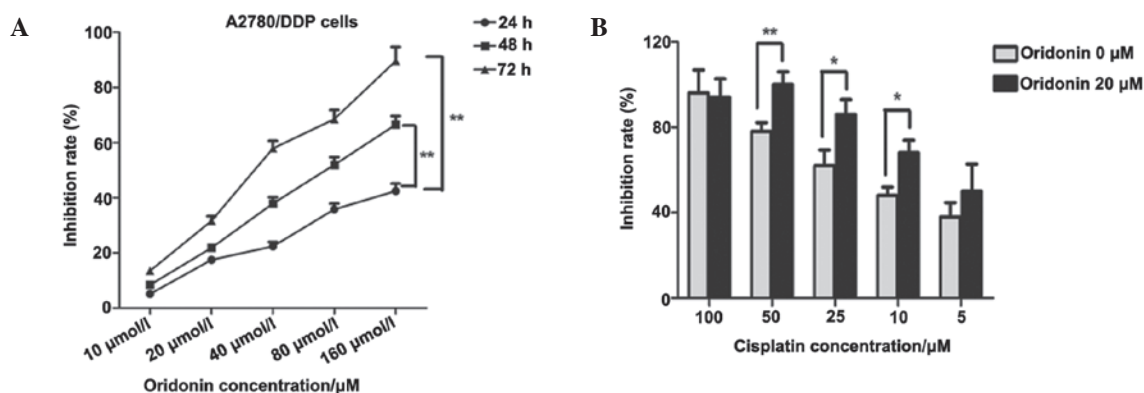 A
A2780/DDP cells
24 h
48 h
72 h
Inhibition rate (%)
100
80
60
40
20
0
**
**
10 µmol/l
20 µmol/l
40 µmol/l
80 µmol/l
160 µmol/l
Oridonin concentration/µM
B
Oridonin 0 µM
Oridonin 20 µM
Inhibition rate (%)
120
80
40
0
**
*
*
100
50
25
10
5
Cisplatin concentration/µM